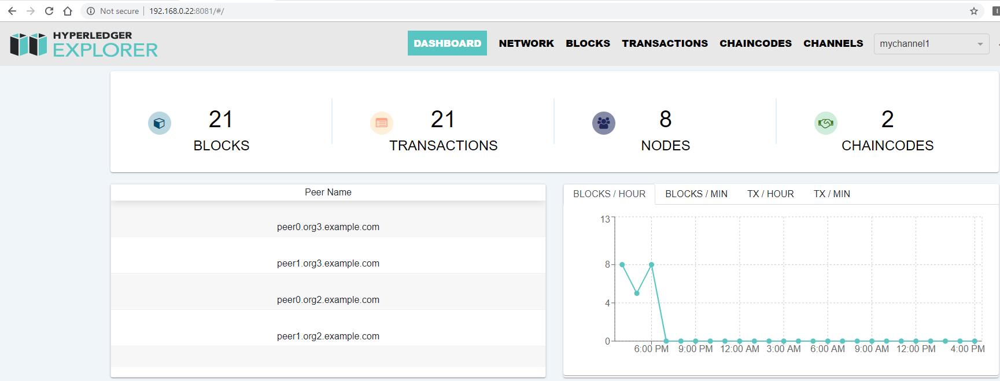 Not secure | 192.168.0.22:8081/#/
HYPERLEDGER
EXPLORER
DASHBOARD NETWORK BLOCKS TRANSACTIONS CHAINCODES CHANNELS mychannel1
21 21 8 2
BLOCKS TRANSACTIONS NODES CHAINCODES
Peer Name
peer0.org3.example.com
peer1.org3.example.com
peer0.org2.example.com
peer1.org2.example.com
BLOCKS / HOUR BLOCKS / MIN TX / HOUR TX / MIN
13
8
4
0
6:00 PM 9:00 PM 12:00 AM 3:00 AM 6:00 AM 9:00 AM 12:00 PM 4:00 PM